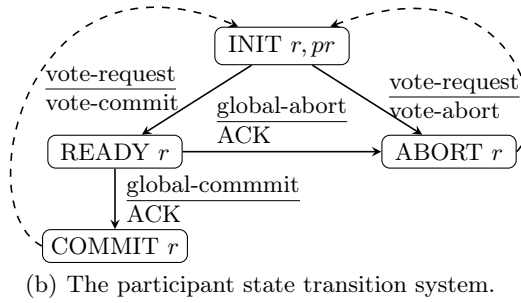 INIT r, pr
vote-request
vote-commit
vote-request
vote-abort
global-abort
ACK
READY r
ABORT r
global-commmit
ACK
COMMIT r
(b) The participant state transition system.